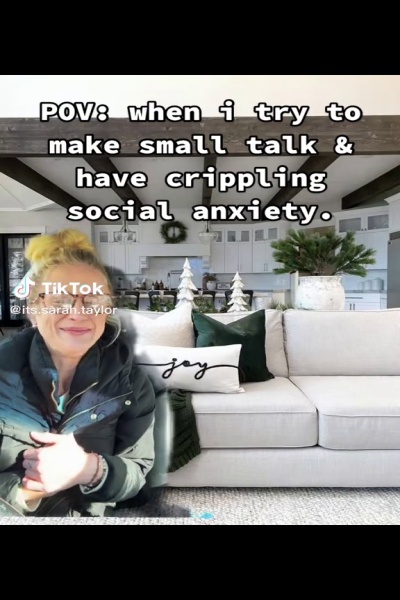 POV: when i try to
make small talk &
have crippling
social anxiety.
TikTok
@its.sarah.taylor
joy